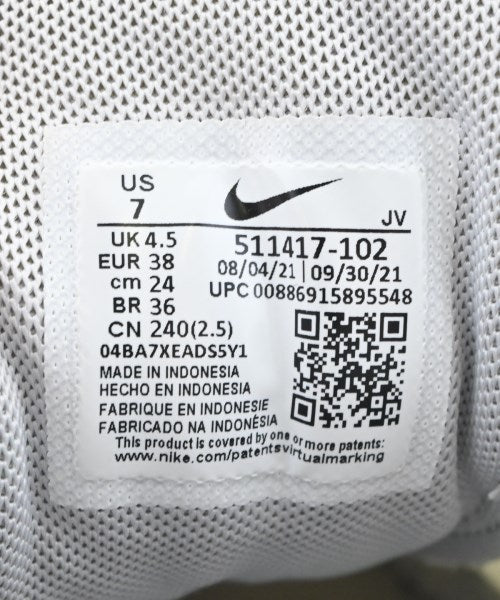 US
7
JV
UK 4.5
EUR 38
cm 24
BR 36
CN 240(2.5)
511417-102
08/04/21 | 09/30/21
UPC 00886915895548
04BA7XEADS5Y1
MADE IN INDONESIA
HECHO EN INDONESIA
FABRIQUE EN INDONESIE
FABRICADO NA INDONÉSIA
This product is covered by one or more patents:
www.nike.com/patentsvirtualmarking